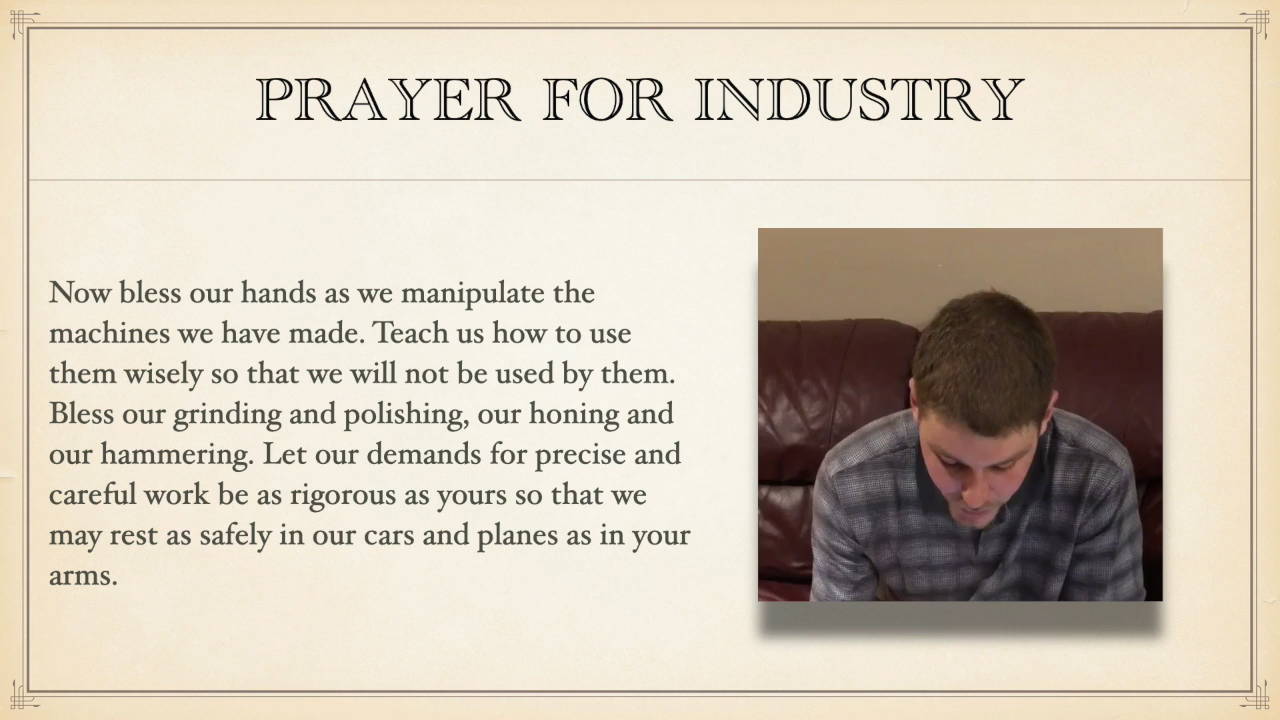 PRAYER FOR INDUSTRY
Now bless our hands as we manipulate the
machines we have made. Teach us how to use
them wisely so that we will not be used by them.
Bless our grinding and polishing, our honing and
our hammering. Let our demands for precise and
careful work be as rigorous as yours so that we
may rest as safely in our cars and planes as in your
arms.